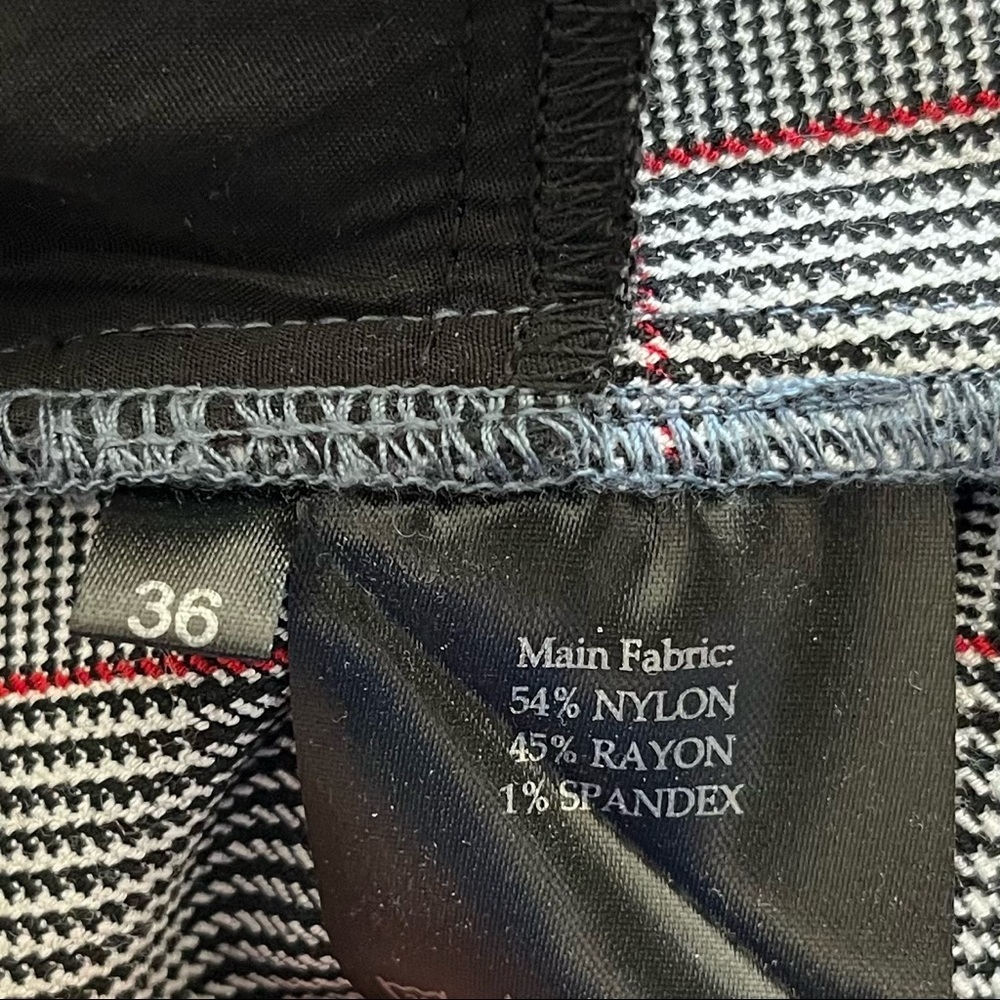 36
Main Fabric:
54% NYLON
45% RAYON
1% SPANDEX